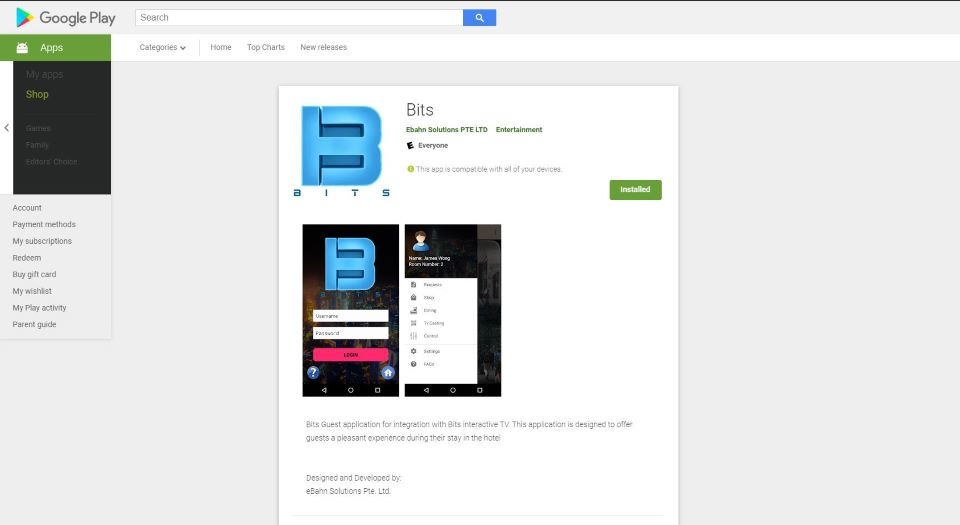 Google Play
Search
Apps
Categories
Home
Top Charts
New releases
My apps
Shop
Games
Family
Editors' Choice
Account
Payment methods
My subscriptions
Redeem
Buy gift card
My wishlist
My Play activity
Parent guide
B
BITS
Bits
Ebahn Solutions PTE LTD Entertainment
E Everyone
This app is compatible with all of your devices.
Installed
B
BITS
Username
Password
LOGIN
?
Name: James Wong
Room Number: 2
Requests
Shop
Dining
Tv Casting
Control
Settings
FAQs
Bits Guest application for integration with Bits interactive TV. This application is designed to offer
guests a pleasant experience during their stay in the hotel
Designed and Developed by:
eBahn Solutions Pte. Ltd.